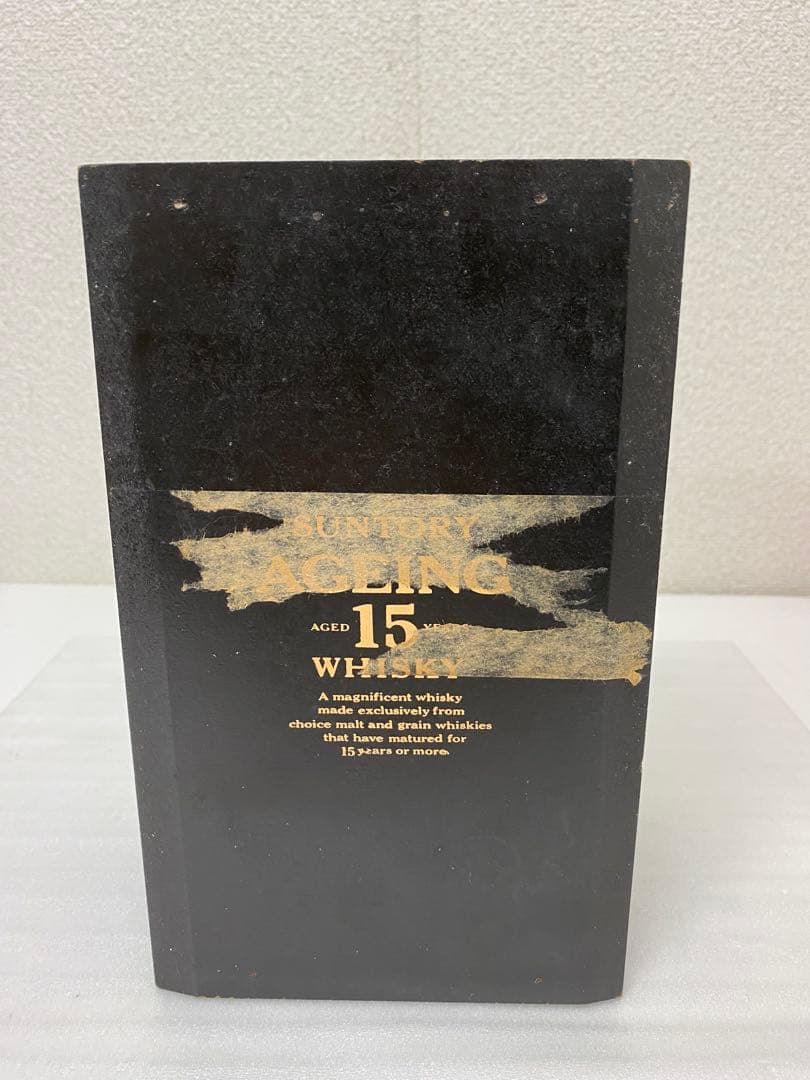 SUNTORY
AGEING
AGED 15 YEARS
WHISKY
A magnificent whisky
made exclusively from
choice malt and grain whiskies
that have matured for
15 years or more.